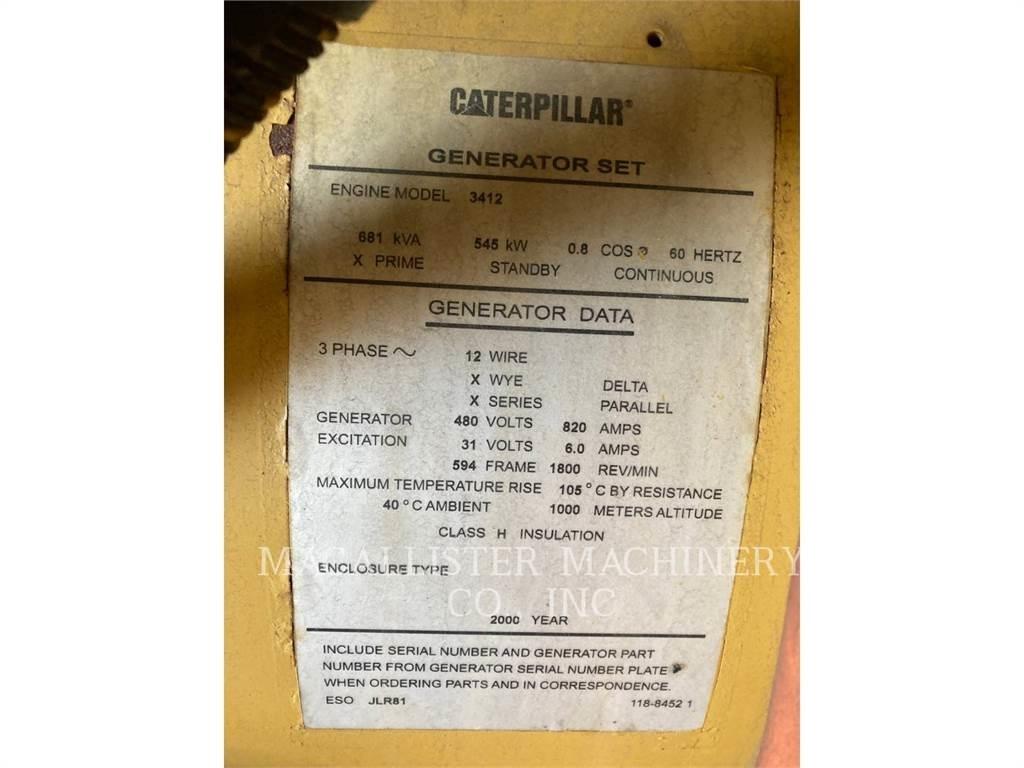 CATERPILLAR®
GENERATOR SET
ENGINE MODEL 3412
681 kVA 545 kW 0.8 COS 60 HERTZ
X PRIME STANDBY CONTINUOUS
GENERATOR DATA
3 PHASE ~ 12 WIRE
X WYE DELTA
X SERIES PARALLEL
GENERATOR 480 VOLTS 820 AMPS
EXCITATION 31 VOLTS 6.0 AMPS
594 FRAME 1800 REV/MIN
MAXIMUM TEMPERATURE RISE 105 °C BY RESISTANCE
40 °C AMBIENT 1000 METERS ALTITUDE
CLASS H INSULATION
MACALLISTER MACHINERY
ENCLOSURE TYPE
CO., INC
2000 YEAR
INCLUDE SERIAL NUMBER AND GENERATOR PART
NUMBER FROM GENERATOR SERIAL NUMBER PLATE
WHEN ORDERING PARTS AND IN CORRESPONDENCE.
ESO JLR81 118-8452 1